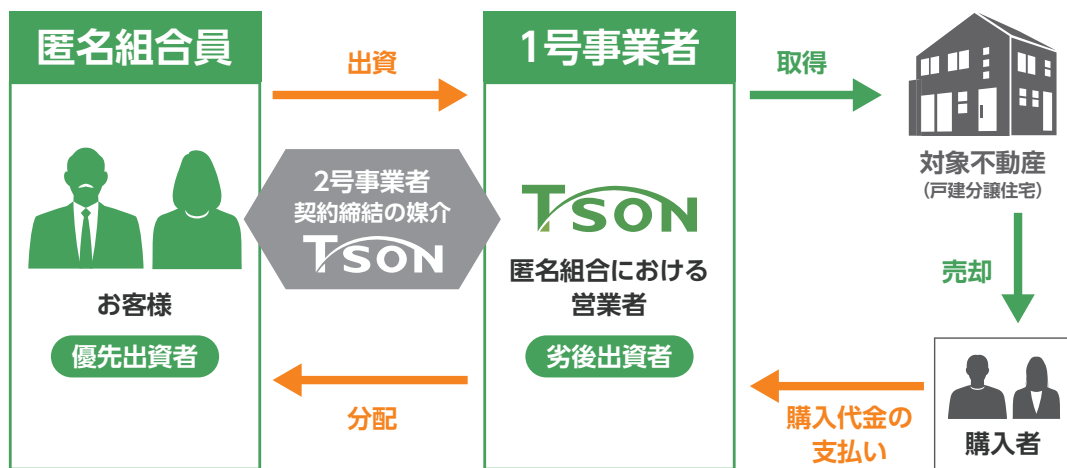 匿名組合員
お客様
優先出資者
出資
2号事業者
契約締結の媒介
TSON
分配
1号事業者
TSON
匿名組合における
営業者
劣後出資者
取得
対象不動産
(戸建分譲住宅)
売却
購入者
購入代金の
支払い